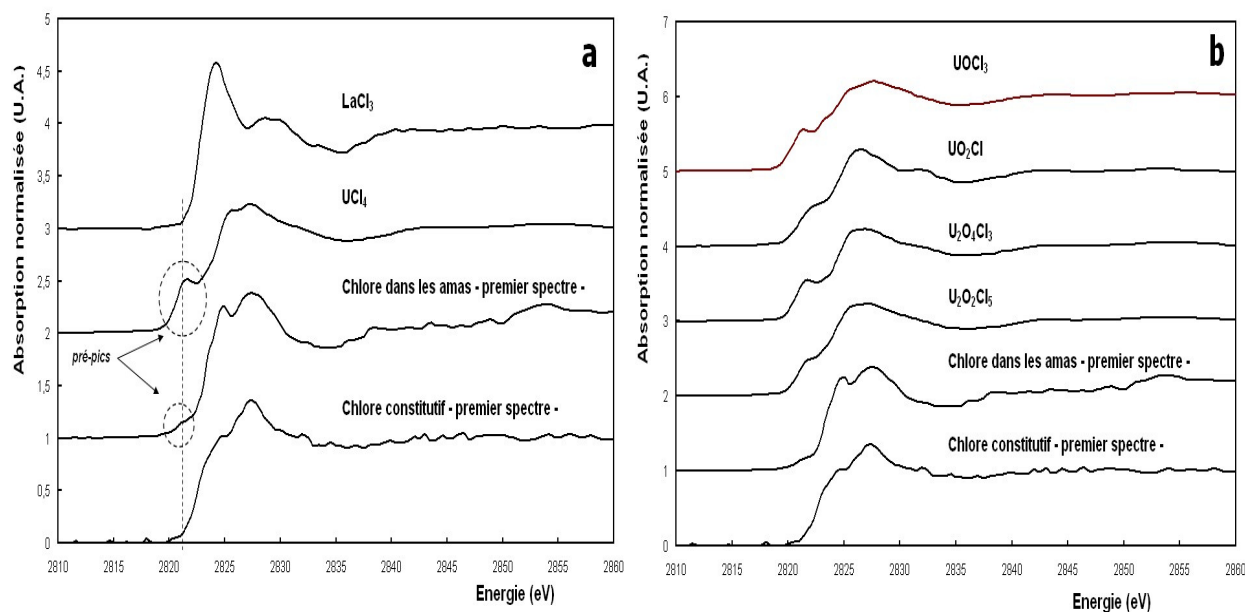 a
Absorption normalisée (U.A.)
5
4,5
4
3,5
3
2,5
2
1,5
1
0,5
0
LaCl3
UCl4
Chlore dans les amas - premier spectre -
pré-pics
Chlore constitutif - premier spectre -
2810 2815 2820 2825 2830 2835 2840 2845 2850 2855 2860
Energie (eV)
b
Absorption normalisée (U.A.)
7
6
5
4
3
2
1
0
UOCl3
UO2Cl
U2O4Cl3
U2O2Cl5
Chlore dans les amas - premier spectre -
Chlore constitutif - premier spectre -
2810 2815 2820 2825 2830 2835 2840 2845 2850 2855 2860
Energie (eV)